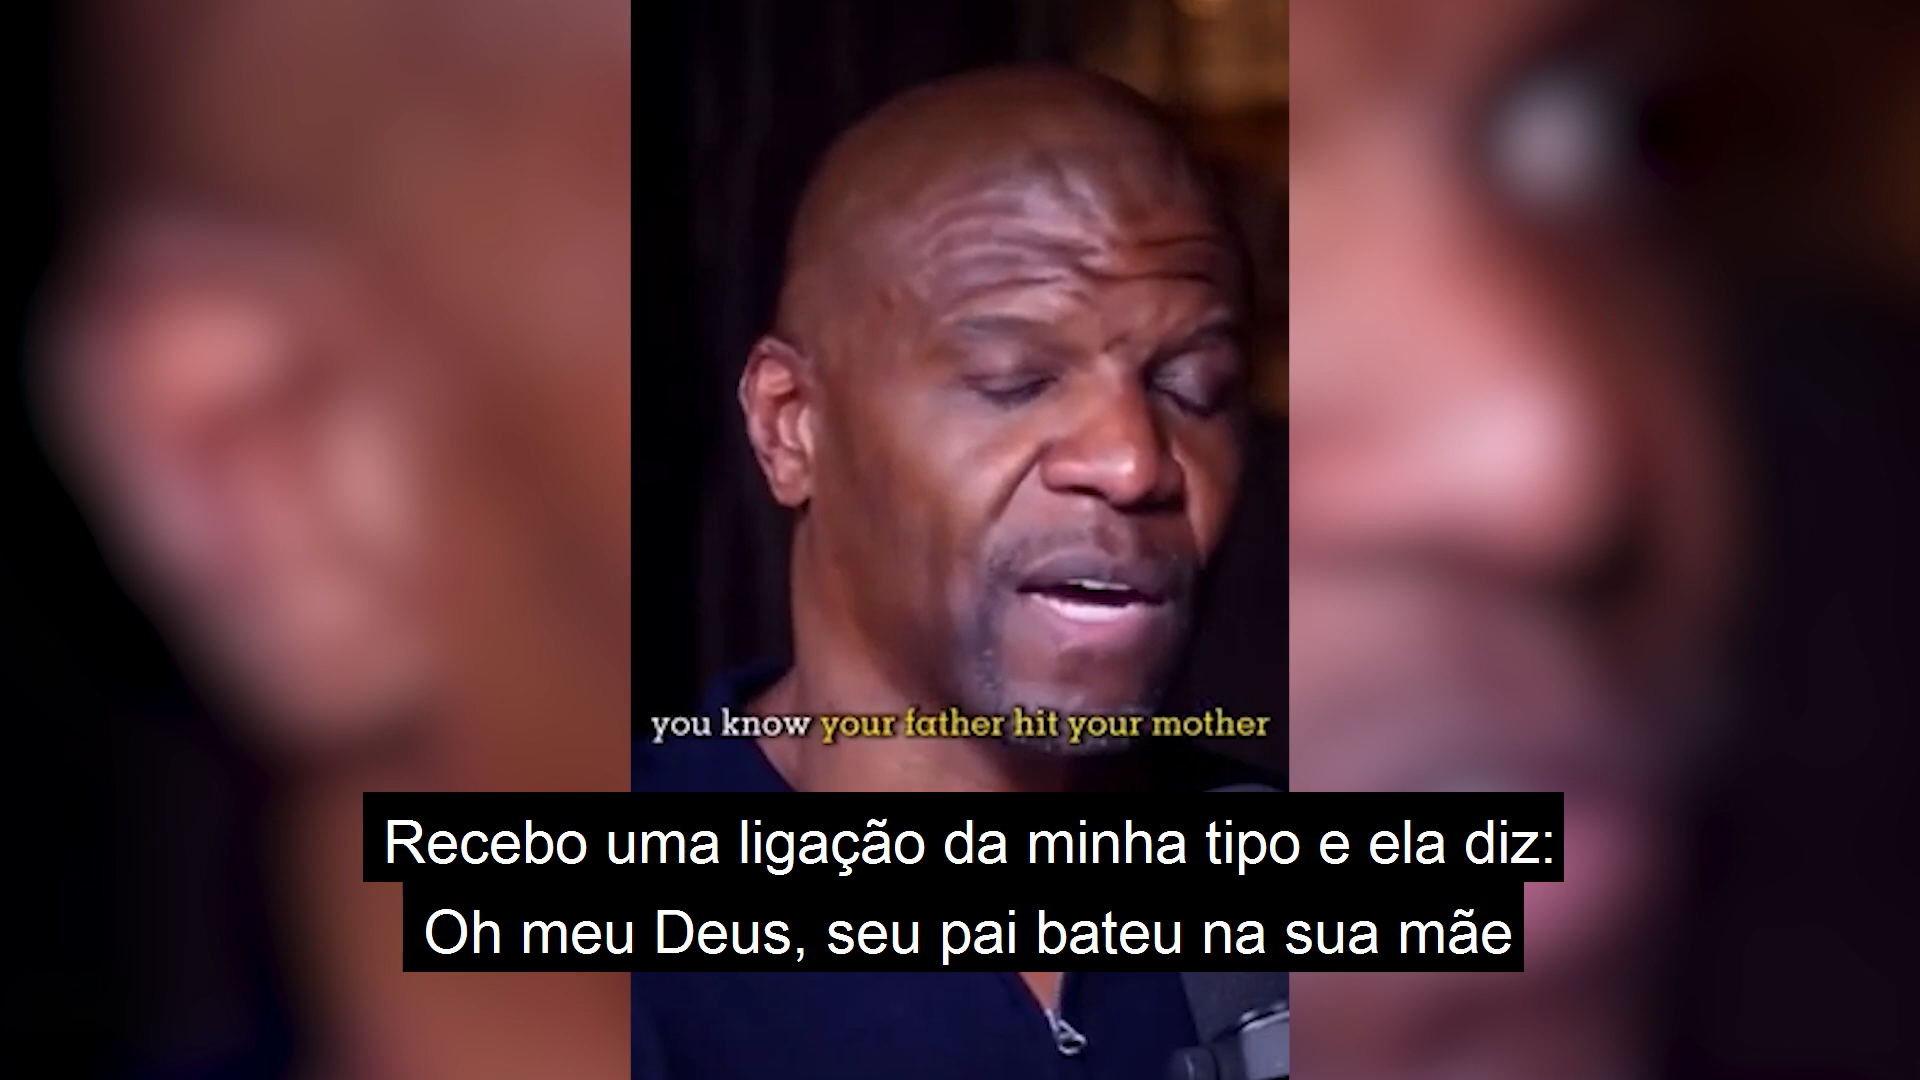 you know your father hit your mother
Recebo uma ligação da minha tipo e ela diz:
Oh meu Deus, seu pai bateu na sua mãe